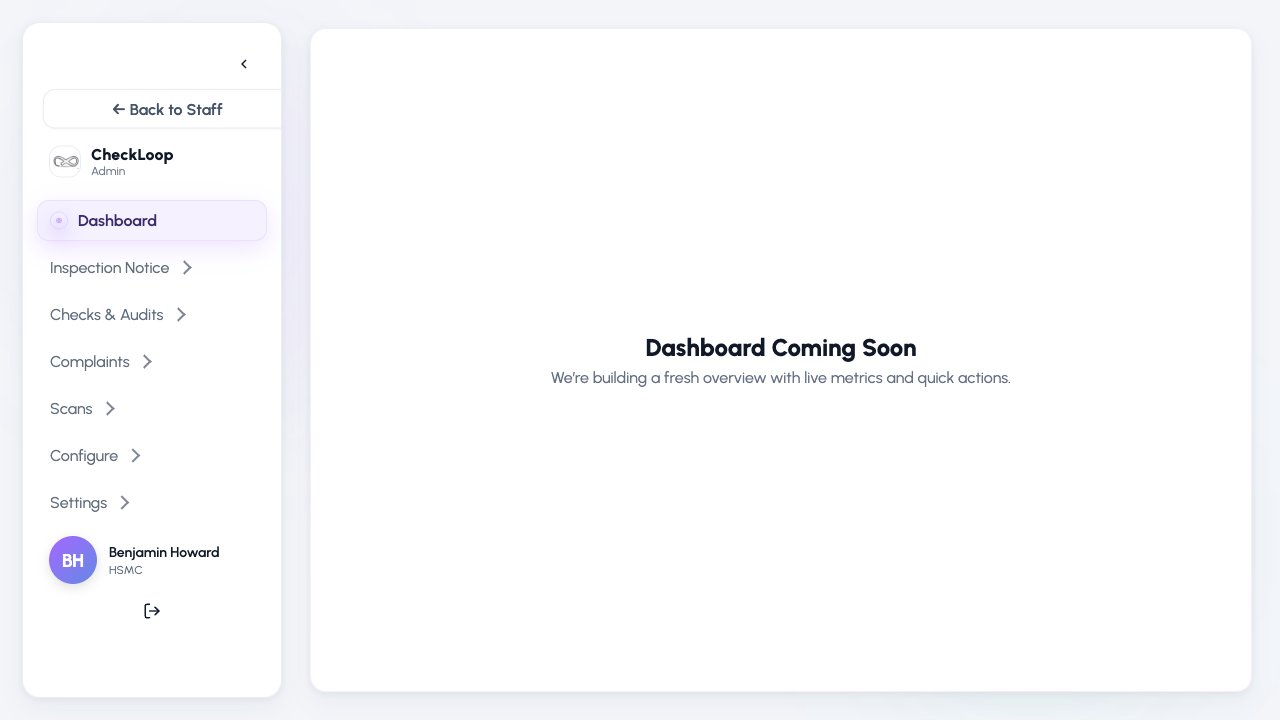 ← Back to Staff
CheckLoop
Admin
Dashboard
Inspection Notice
Checks & Audits
Complaints
Scans
Configure
Settings
BH
Benjamin Howard
HSMC
Dashboard Coming Soon
We’re building a fresh overview with live metrics and quick actions.